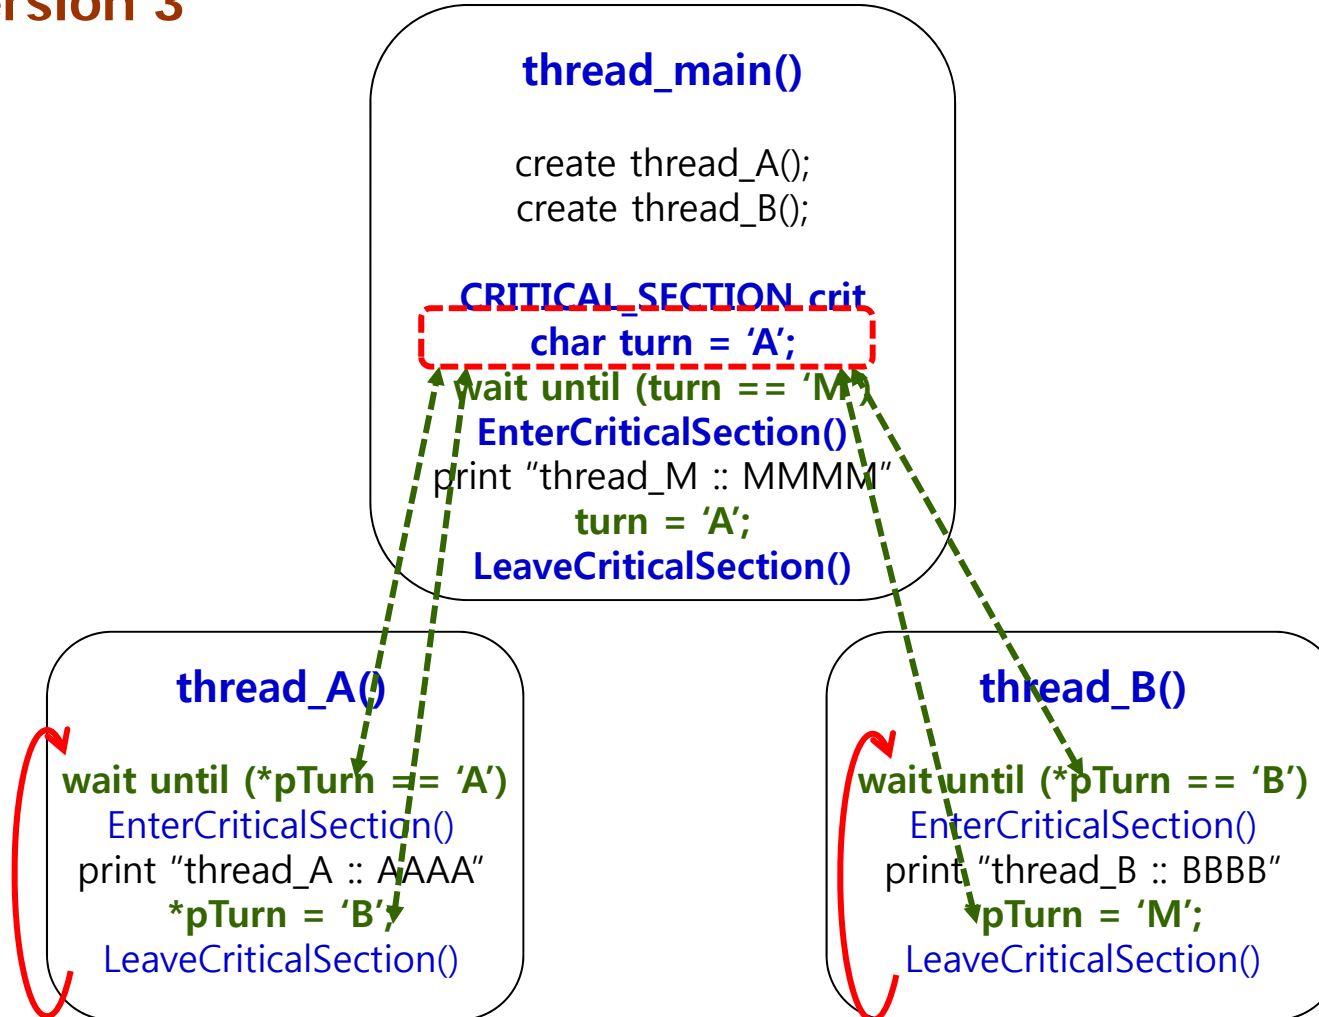 ersion 3
thread_main()
create thread_A();
create thread_B();
CRITICAL_SECTION crit
char turn = ‘A’;
wait until (turn == ‘M’)
EnterCriticalSection()
print “thread_M :: MMMM”
turn = ‘A’;
LeaveCriticalSection()
thread_A()
wait until (*pTurn == ‘A’)
EnterCriticalSection()
print “thread_A :: AAAA”
*pTurn = ‘B’;
LeaveCriticalSection()
thread_B()
wait until (*pTurn == ‘B’)
EnterCriticalSection()
print “thread_B :: BBBB”
*pTurn = ‘M’;
LeaveCriticalSection()